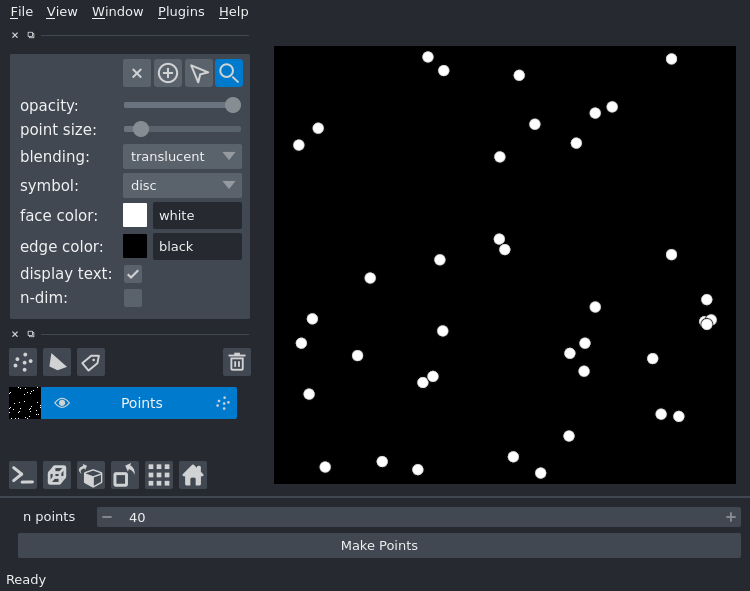 File View Window Plugins Help
opacity:
point size:
blending: translucent
symbol: disc
face color: white
edge color: black
display text:
n-dim:
Points
n points 40
Make Points
Ready